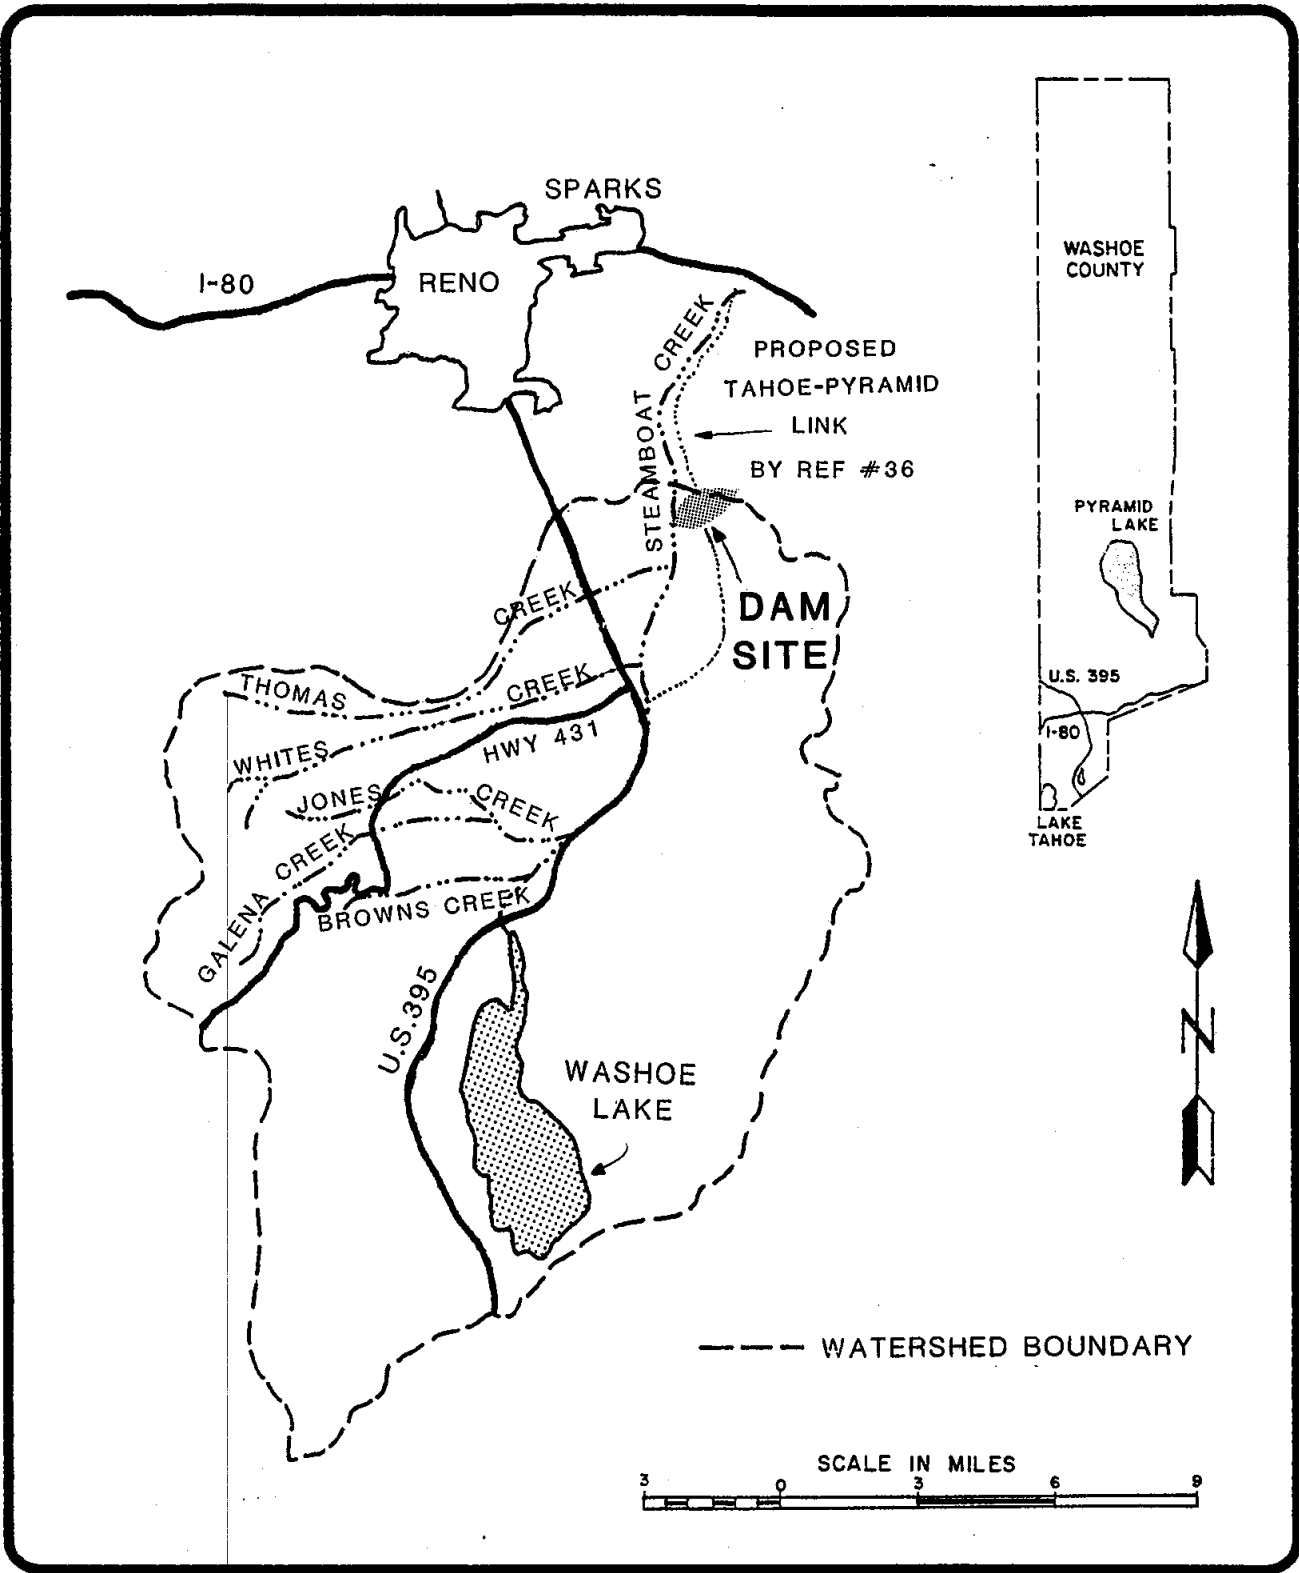 SPARKS
I-80
RENO
WASHOE
COUNTY
STEAMBOAT CREEK
PROPOSED
TAHOE-PYRAMID
LINK
BY REF #36
PYRAMID
LAKE
DAM
SITE
THOMAS CREEK
WHITES CREEK
HWY 431
JONES CREEK
GALENA CREEK
BROWNS CREEK
U.S. 395
I-80
LAKE
TAHOE
U.S.395
N
WASHOE
LAKE
WATERSHED BOUNDARY
SCALE IN MILES
3 0 3 6 9